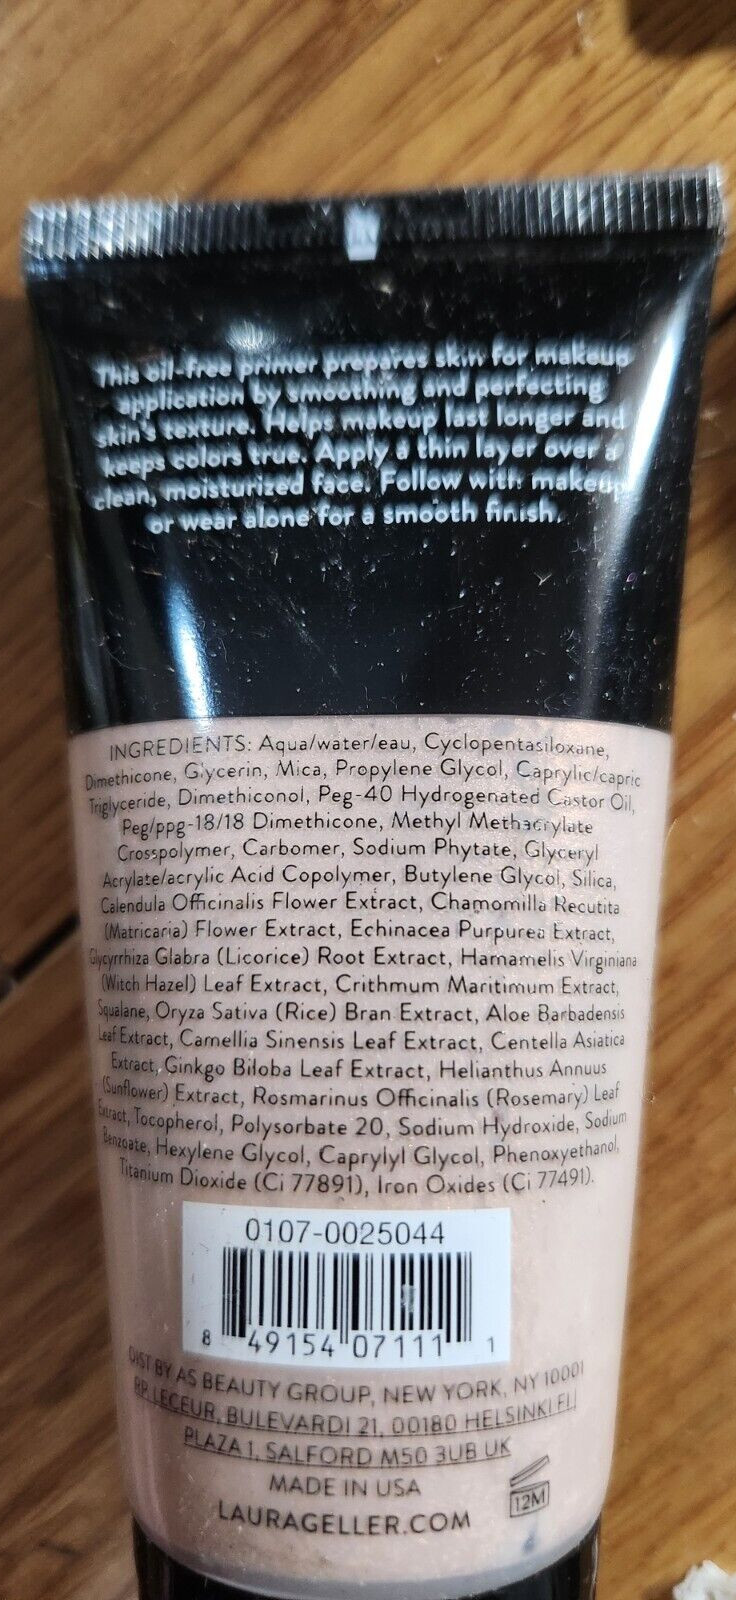 This oil-free primer prepares skin for makeup
application by smoothing and perfecting
skin's texture. Helps makeup last longer and
keeps colors true. Apply a thin layer over a
clean, moisturized face. Follow with makeup
or wear alone for a smooth finish.
INGREDIENTS: Aqua/water/eau, Cyclopentasiloxane,
Dimethicone, Glycerin, Mica, Propylene Glycol, Caprylic/capric
Triglyceride, Dimethiconol, Peg-40 Hydrogenated Castor Oil,
Peg/ppg-18/18 Dimethicone, Methyl Methacrylate
Crosspolymer, Carbomer, Sodium Phytate, Glyceryl
Acrylate/acrylic Acid Copolymer, Butylene Glycol, Silica,
Calendula Officinalis Flower Extract, Chamomilla Recutita
(Matricaria) Flower Extract, Echinacea Purpurea Extract,
Glycyrrhiza Glabra (Licorice) Root Extract, Hamamelis Virginiana
(Witch Hazel) Leaf Extract, Crithmum Maritimum Extract,
Squalane, Oryza Sativa (Rice) Bran Extract, Aloe Barbadensis
Leaf Extract, Camellia Sinensis Leaf Extract, Centella Asiatica
Extract, Ginkgo Biloba Leaf Extract, Helianthus Annuus
(Sunflower) Extract, Rosmarinus Officinalis (Rosemary) Leaf
Extract, Tocopherol, Polysorbate 20, Sodium Hydroxide, Sodium
Benzoate, Hexylene Glycol, Caprylyl Glycol, Phenoxyethanol,
Titanium Dioxide (Ci 77891), Iron Oxides (Ci 77491).
0107-0025044
8 49154 07111 1
DIST BY AS BEAUTY GROUP, NEW YORK, NY 10001
RP LECEUR, BULEVARDI 21, 00180 HELSINKI FI
PLAZA 1, SALFORD M50 3UB UK
MADE IN USA
12M
LAURAGELLER.COM